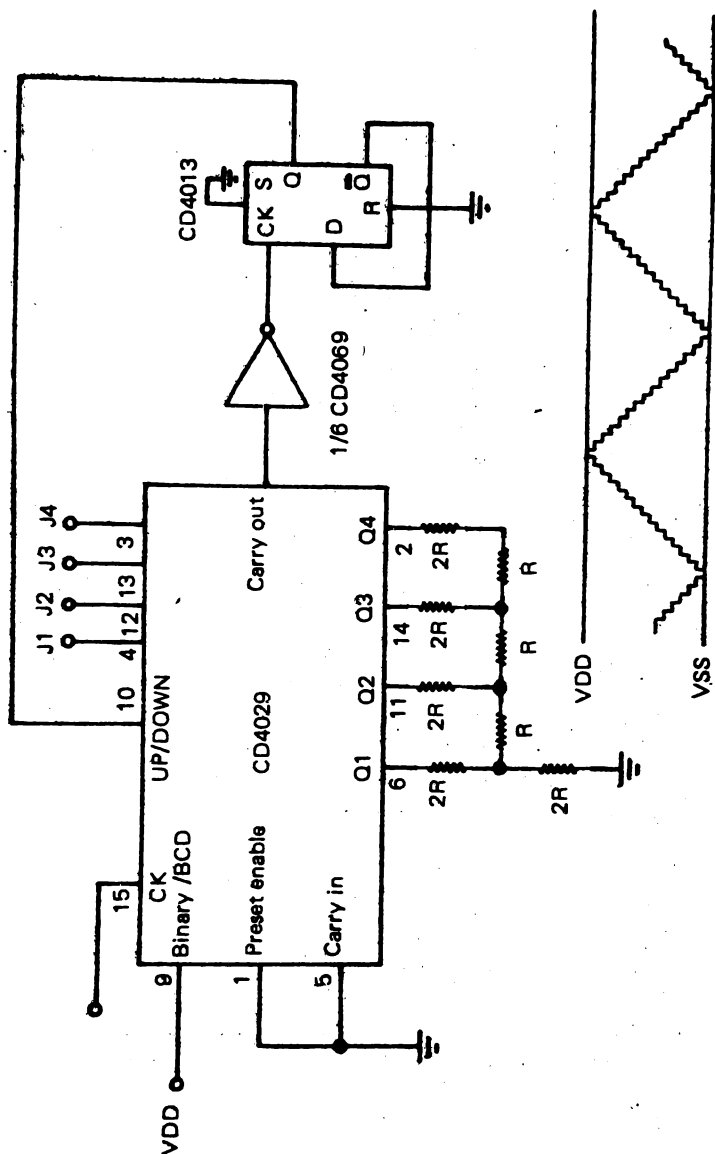 CD4013
S
CK
Q
D
Q
R
1/6 CD4069
J1
J2
J3
J4
10
4
12
13
3
15
CK
UP/DOWN
9
Binary /BCD
CD4029
Carry out
1
Preset enable
5
Carry in
VDD
Q1
Q2
Q3
Q4
6
11
14
2
2R
2R
2R
2R
R
R
R
2R
VDD
VSS